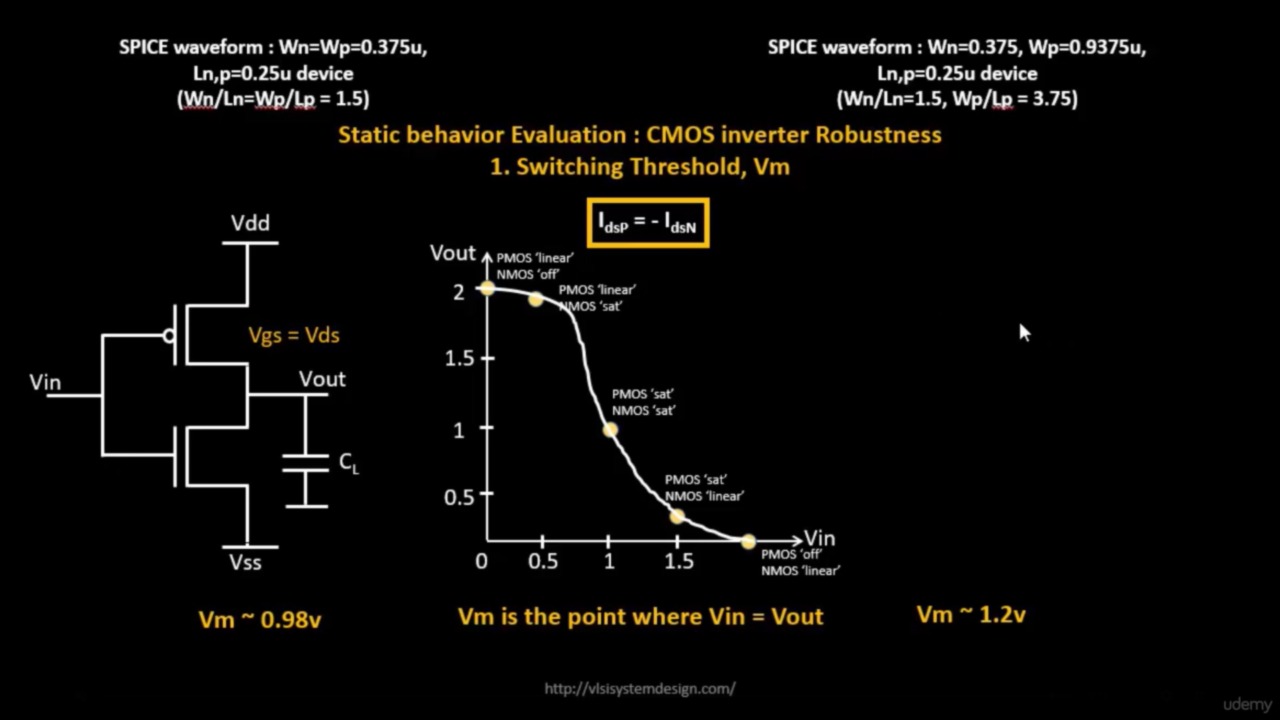 SPICE waveform : Wn=Wp=0.375u,
Ln,p=0.25u device
(Wn/Ln=Wp/Lp = 1.5)
SPICE waveform : Wn=0.375, Wp=0.9375u,
Ln,p=0.25u device
(Wn/Ln=1.5, Wp/Lp = 3.75)
Static behavior Evaluation : CMOS inverter Robustness
1. Switching Threshold, Vm
IdsP = - IdsN
Vdd
Vgs = Vds
Vin
Vout
CL
Vss
Vout
PMOS 'linear'
NMOS 'off'
2
PMOS 'linear'
NMOS 'sat'
1.5
PMOS 'sat'
NMOS 'sat'
1
PMOS 'sat'
NMOS 'linear'
0.5
Vin
0 0.5 1 1.5
PMOS 'off'
NMOS 'linear'
Vm ~ 0.98v
Vm is the point where Vin = Vout
Vm ~ 1.2v
http://vlsisystemdesign.com/
udemy